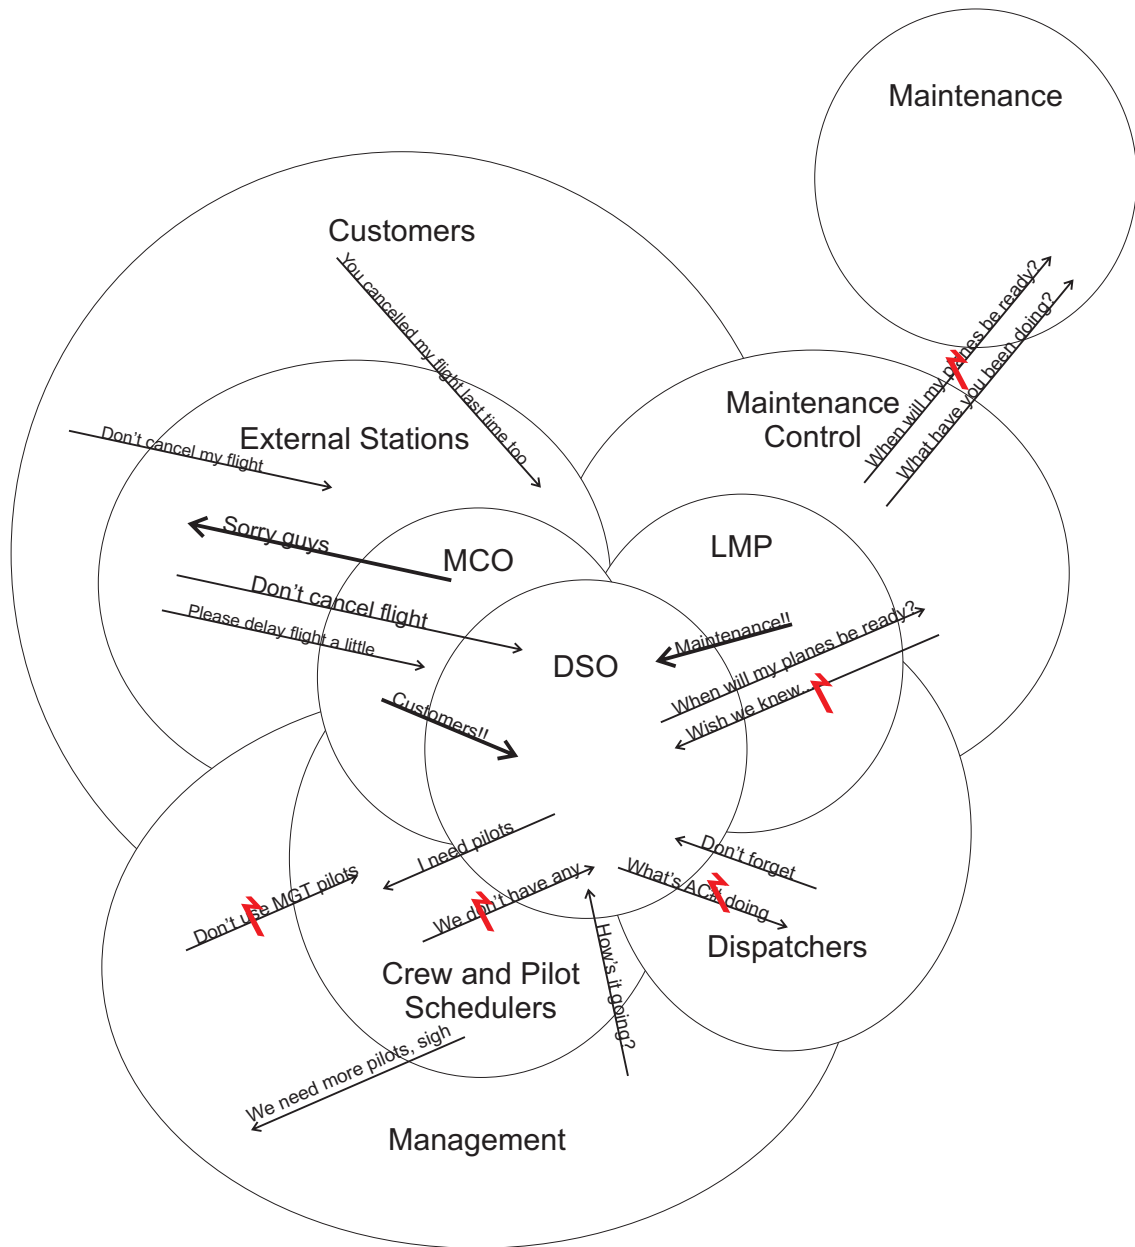 Maintenance
Customers
You cancelled my flight last time too
When will my planes be ready?
What have you been doing?
Maintenance
Control
External Stations
Don't cancel my flight
Sorry guys
MCO
LMP
Don't cancel flight
Please delay flight a little
Maintenance!!
When will my planes be ready?
DSO
Wish we knew...
Customers!!
I need pilots
Don't forget
What's AC# doing
Don't use MGT pilots
We don't have any
How's it going?
Dispatchers
Crew and Pilot
Schedulers
We need more pilots, sigh
Management